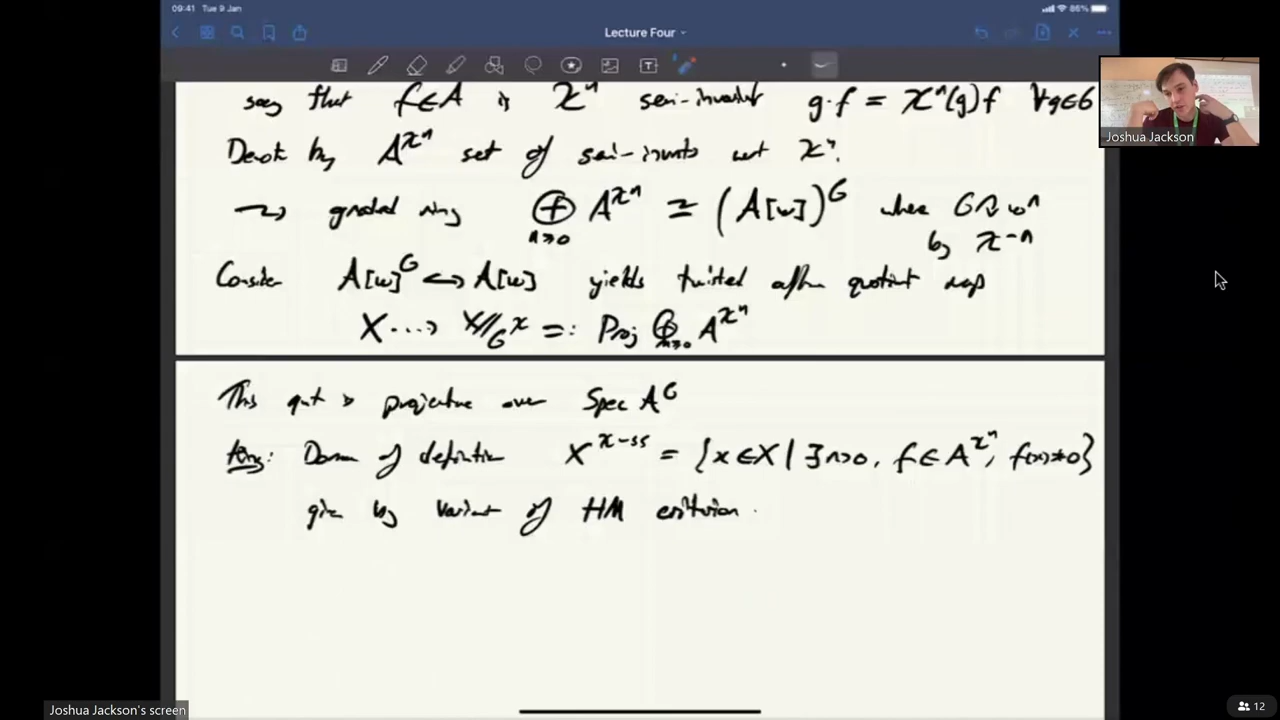 09:41 Tue 9 Jan
86%
Lecture Four
say that f∈A is χⁿ semi-invariant g·f = χⁿ(g)f ∀g∈G
Denote by A^{χⁿ} set of semi-invts wrt χⁿ.
⇝ graded ring ⊕_{n≥0} A^{χⁿ} ≃ (A[w])^G where G↷wⁿ
by χ^{-n}
Consider A[w]^G ↪ A[w] yields twisted affine quotient map
X ⇢ X//_G^χ =: Proj ⊕_{n≥0} A^{χⁿ}
This quot is projective over Spec A^G
Domain of definition X^{χ-ss} = {x∈X | ∃n>0, f∈A^{χⁿ}, f(x)≠0}
given by variant of HM criterion.
Joshua Jackson
Joshua Jackson's screen
12